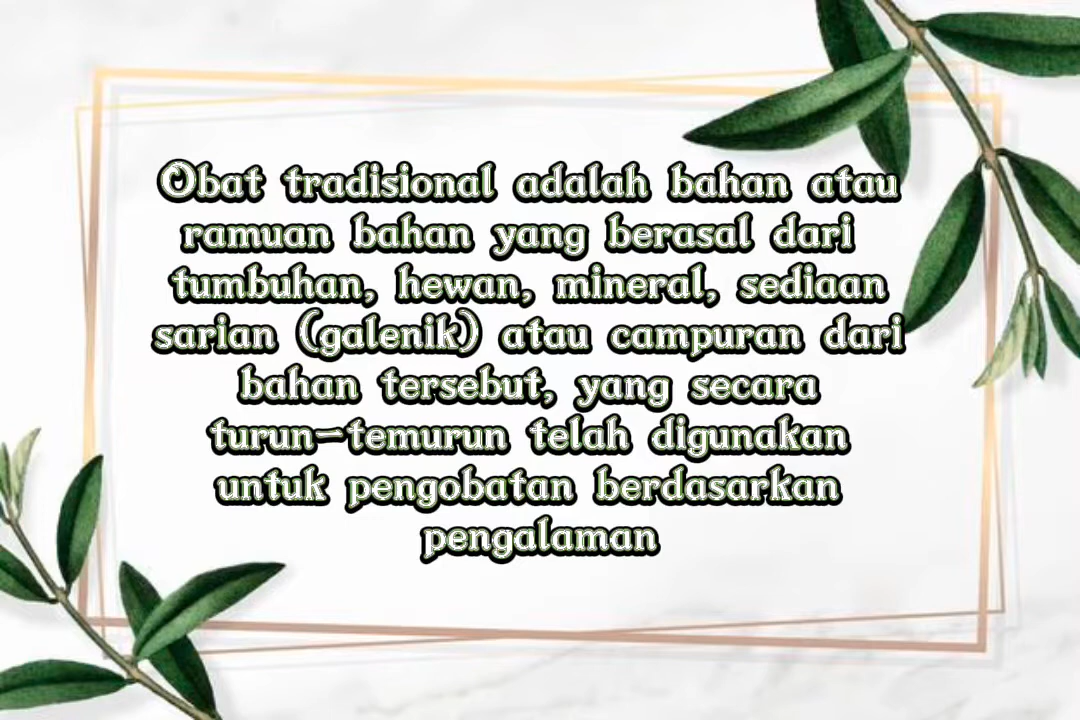 Obat tradisional adalah bahan atau
ramuan bahan yang berasal dari
tumbuhan, hewan, mineral, sediaan
sarian (galenik) atau campuran dari
bahan tersebut, yang secara
turun-temurun telah digunakan
untuk pengobatan berdasarkan
pengalaman